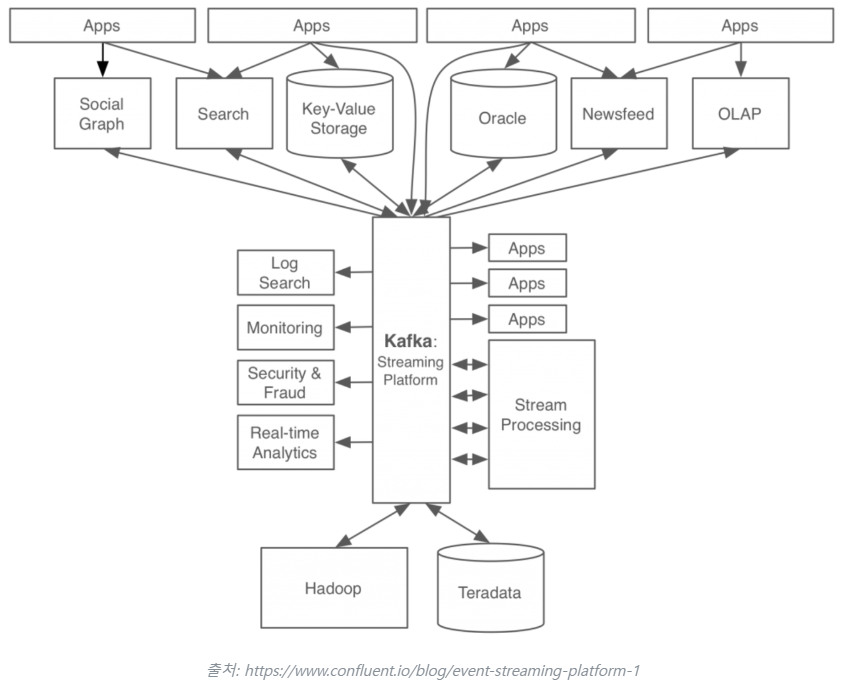 Apps
Apps
Apps
Apps
Social
Graph
Search
Key-Value
Storage
Oracle
Newsfeed
OLAP
Log
Search
Monitoring
Security &
Fraud
Real-time
Analytics
Kafka:
Streaming
Platform
Apps
Apps
Apps
Stream
Processing
Hadoop
Teradata
출처: https://www.confluent.io/blog/event-streaming-platform-1